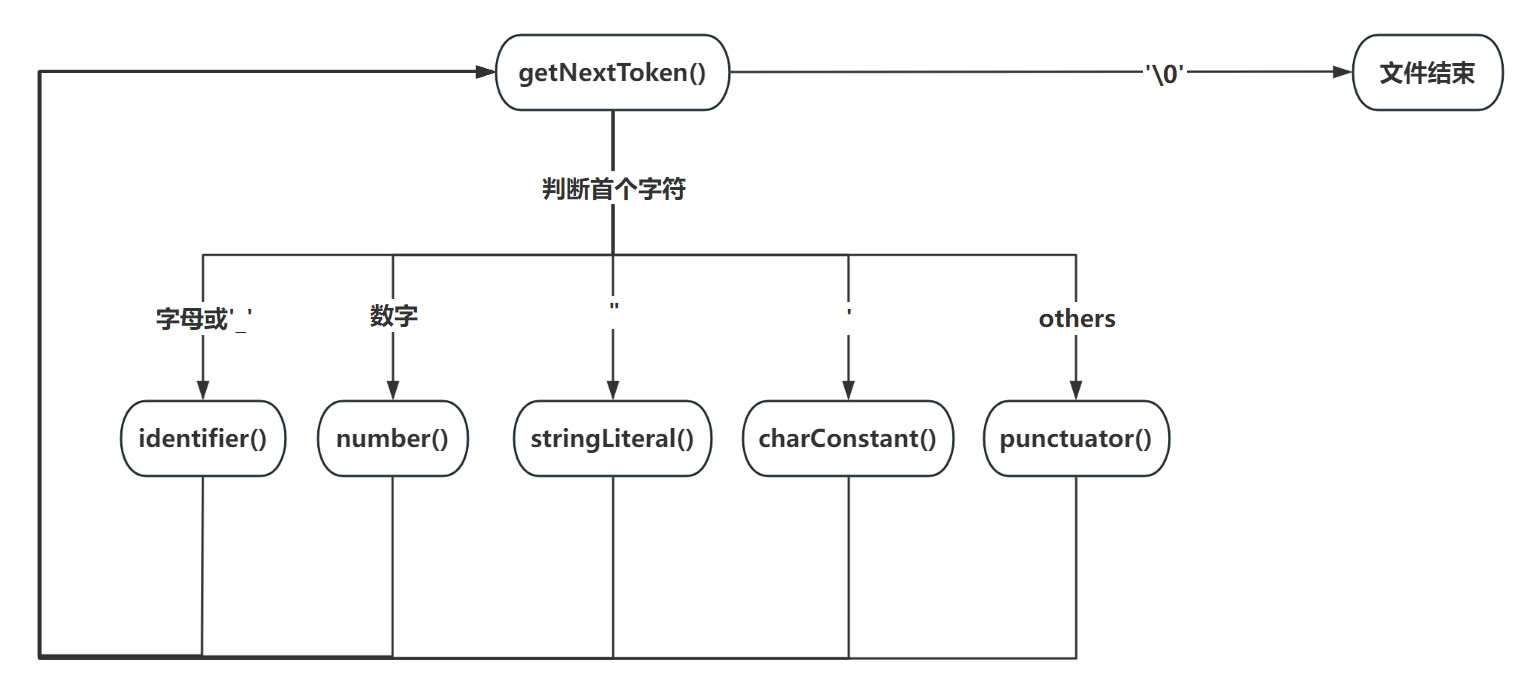 getNextToken()
'\0'
文件结束
判断首个字符
字母或'_'
数字
"
'
others
identifier()
number()
stringLiteral()
charConstant()
punctuator()